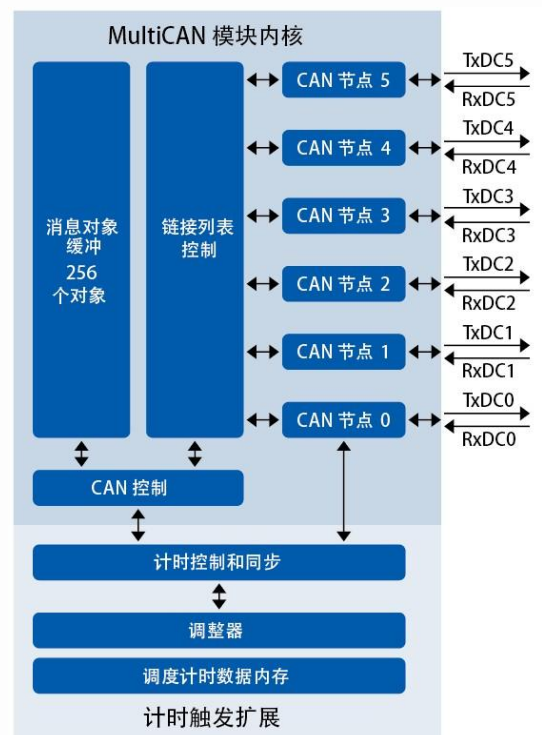 MultiCAN 模块内核
消息对象
缓冲
256
个对象
链接列表
控制
CAN 节点 5
TxDC5
RxDC5
CAN 节点 4
TxDC4
RxDC4
CAN 节点 3
TxDC3
RxDC3
CAN 节点 2
TxDC2
RxDC2
CAN 节点 1
TxDC1
RxDC1
CAN 节点 0
TxDC0
RxDC0
CAN 控制
计时控制和同步
调整器
调度计时数据内存
计时触发扩展